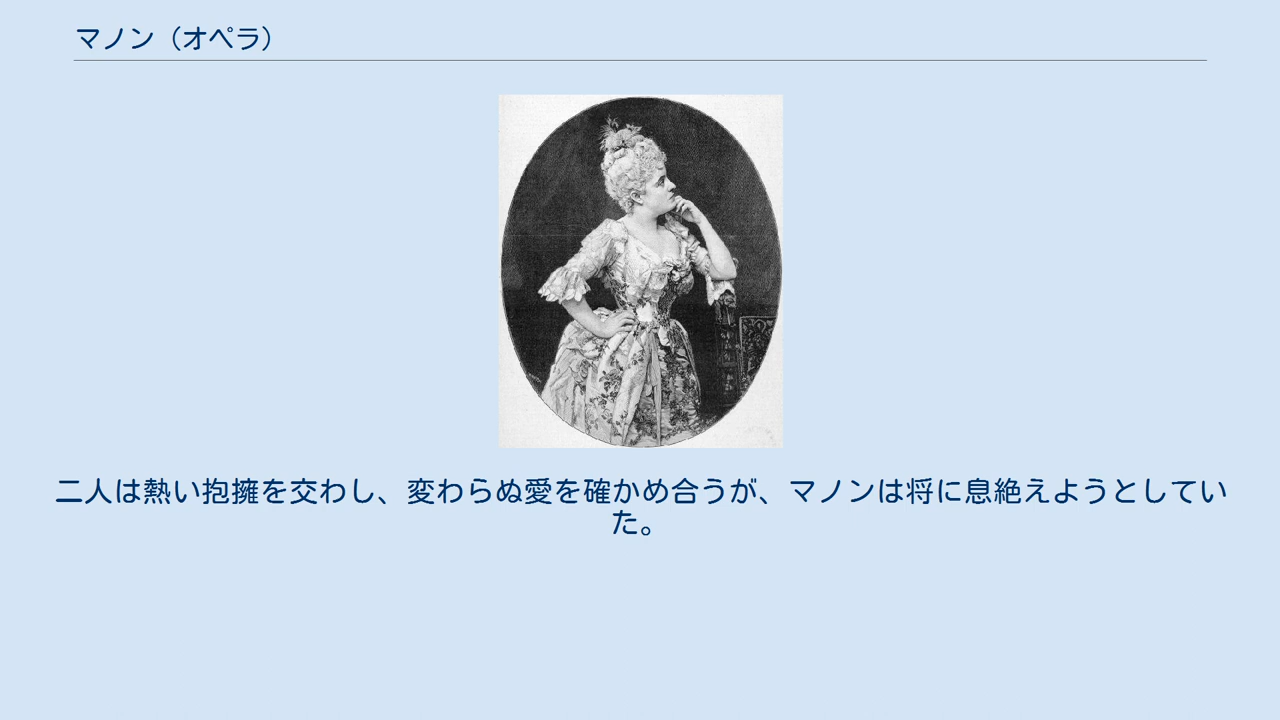 マノン（オペラ）
二人は熱い抱擁を交わし、変わらぬ愛を確かめ合うが、マノンは将に息絶えようとしてい
た。